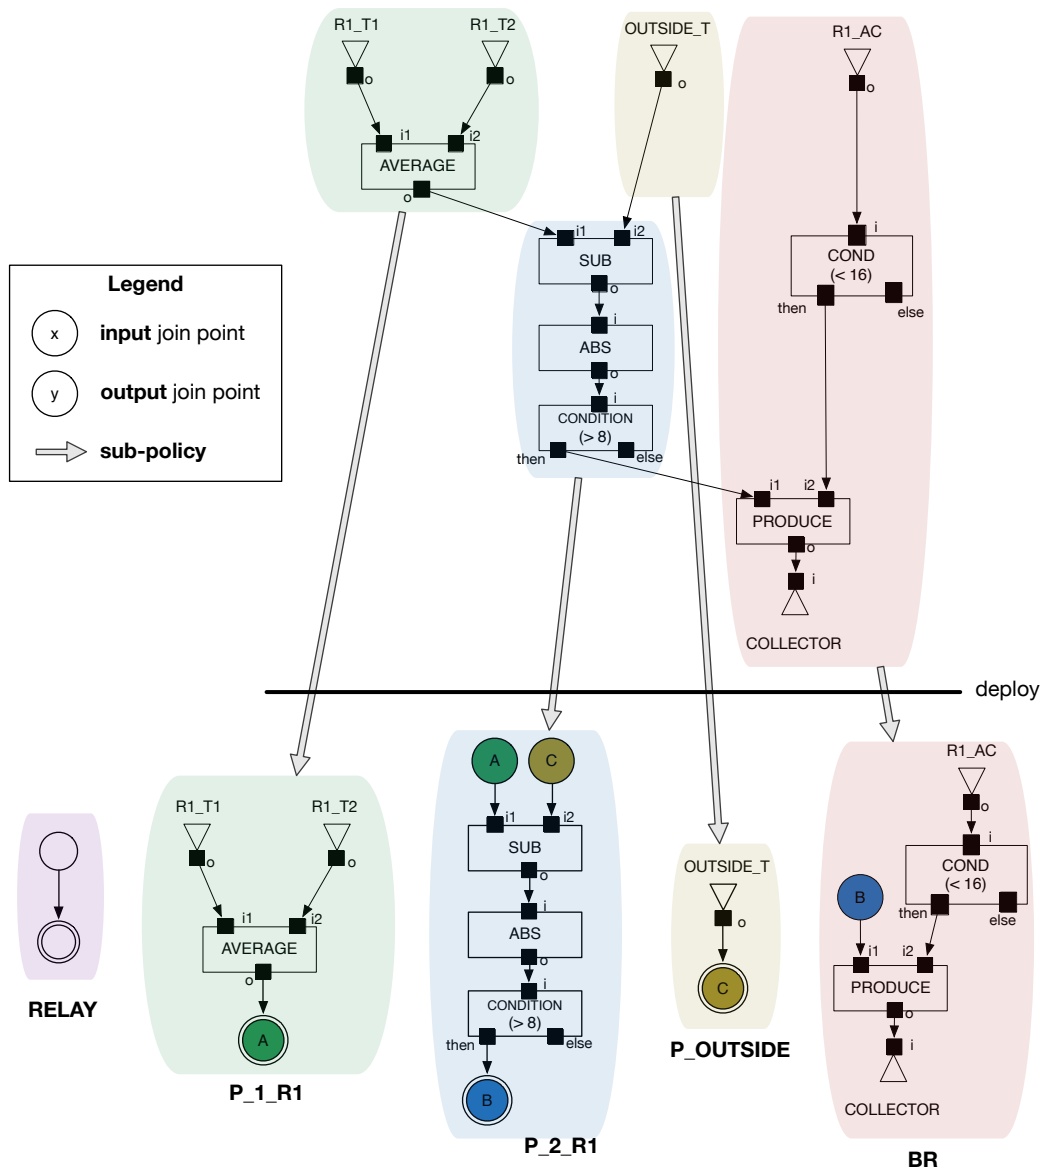 R1_T1
R1_T2
OUTSIDE_T
R1_AC
o
o
o
o
i1
i2
AVERAGE
o
i1
i2
SUB
o
i
ABS
o
i
CONDITION
(> 8)
then
else
i
COND
(< 16)
then
else
i1
i2
PRODUCE
o
i
COLLECTOR
Legend
x
input join point
y
output join point
sub-policy
deploy
RELAY
R1_T1
R1_T2
o
o
i1
i2
AVERAGE
o
A
P_1_R1
A
C
i1
i2
SUB
o
i
ABS
o
i
CONDITION
(> 8)
then
else
B
P_2_R1
OUTSIDE_T
o
C
P_OUTSIDE
R1_AC
o
i
COND
(< 16)
then
else
B
i1
i2
PRODUCE
o
i
COLLECTOR
BR